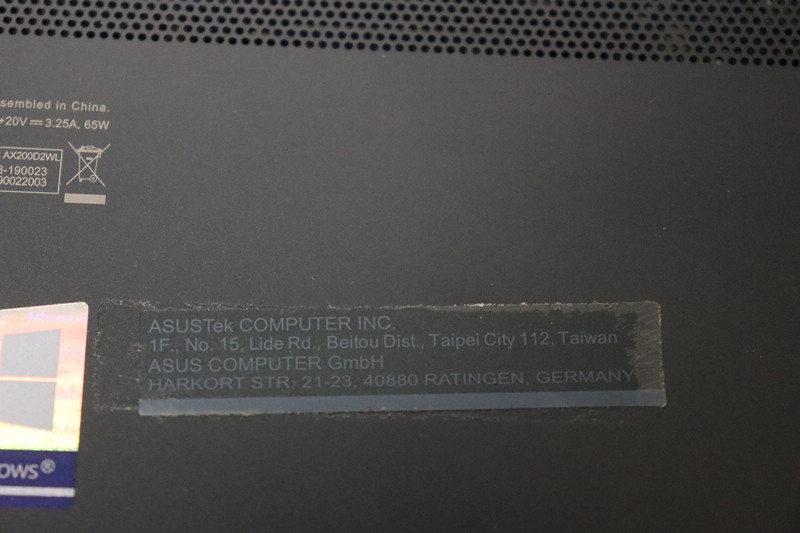 sembled in China.
+20V⎓3.25A, 65W
AX200D2WL
-190023
90022003
ASUSTek COMPUTER INC.
1F., No. 15, Lide Rd., Beitou Dist., Taipei City 112, Taiwan
ASUS COMPUTER GmbH
HARKORT STR. 21-23, 40880 RATINGEN, GERMANY
ows®